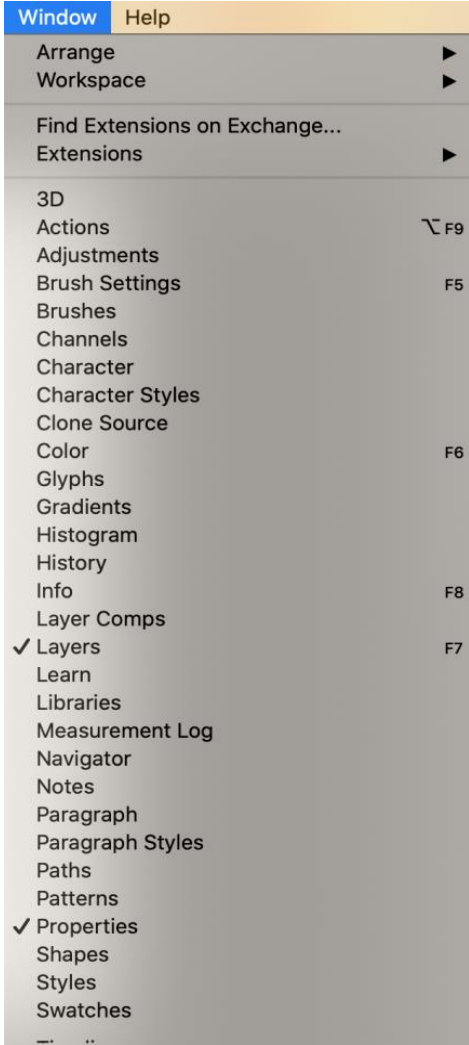 Window Help
Arrange ▶
Workspace ▶
Find Extensions on Exchange...
Extensions ▶
3D
Actions ⌥ F9
Adjustments
Brush Settings F5
Brushes
Channels
Character
Character Styles
Clone Source
Color F6
Glyphs
Gradients
Histogram
History
Info F8
Layer Comps
✓ Layers F7
Learn
Libraries
Measurement Log
Navigator
Notes
Paragraph
Paragraph Styles
Paths
Patterns
✓ Properties
Shapes
Styles
Swatches